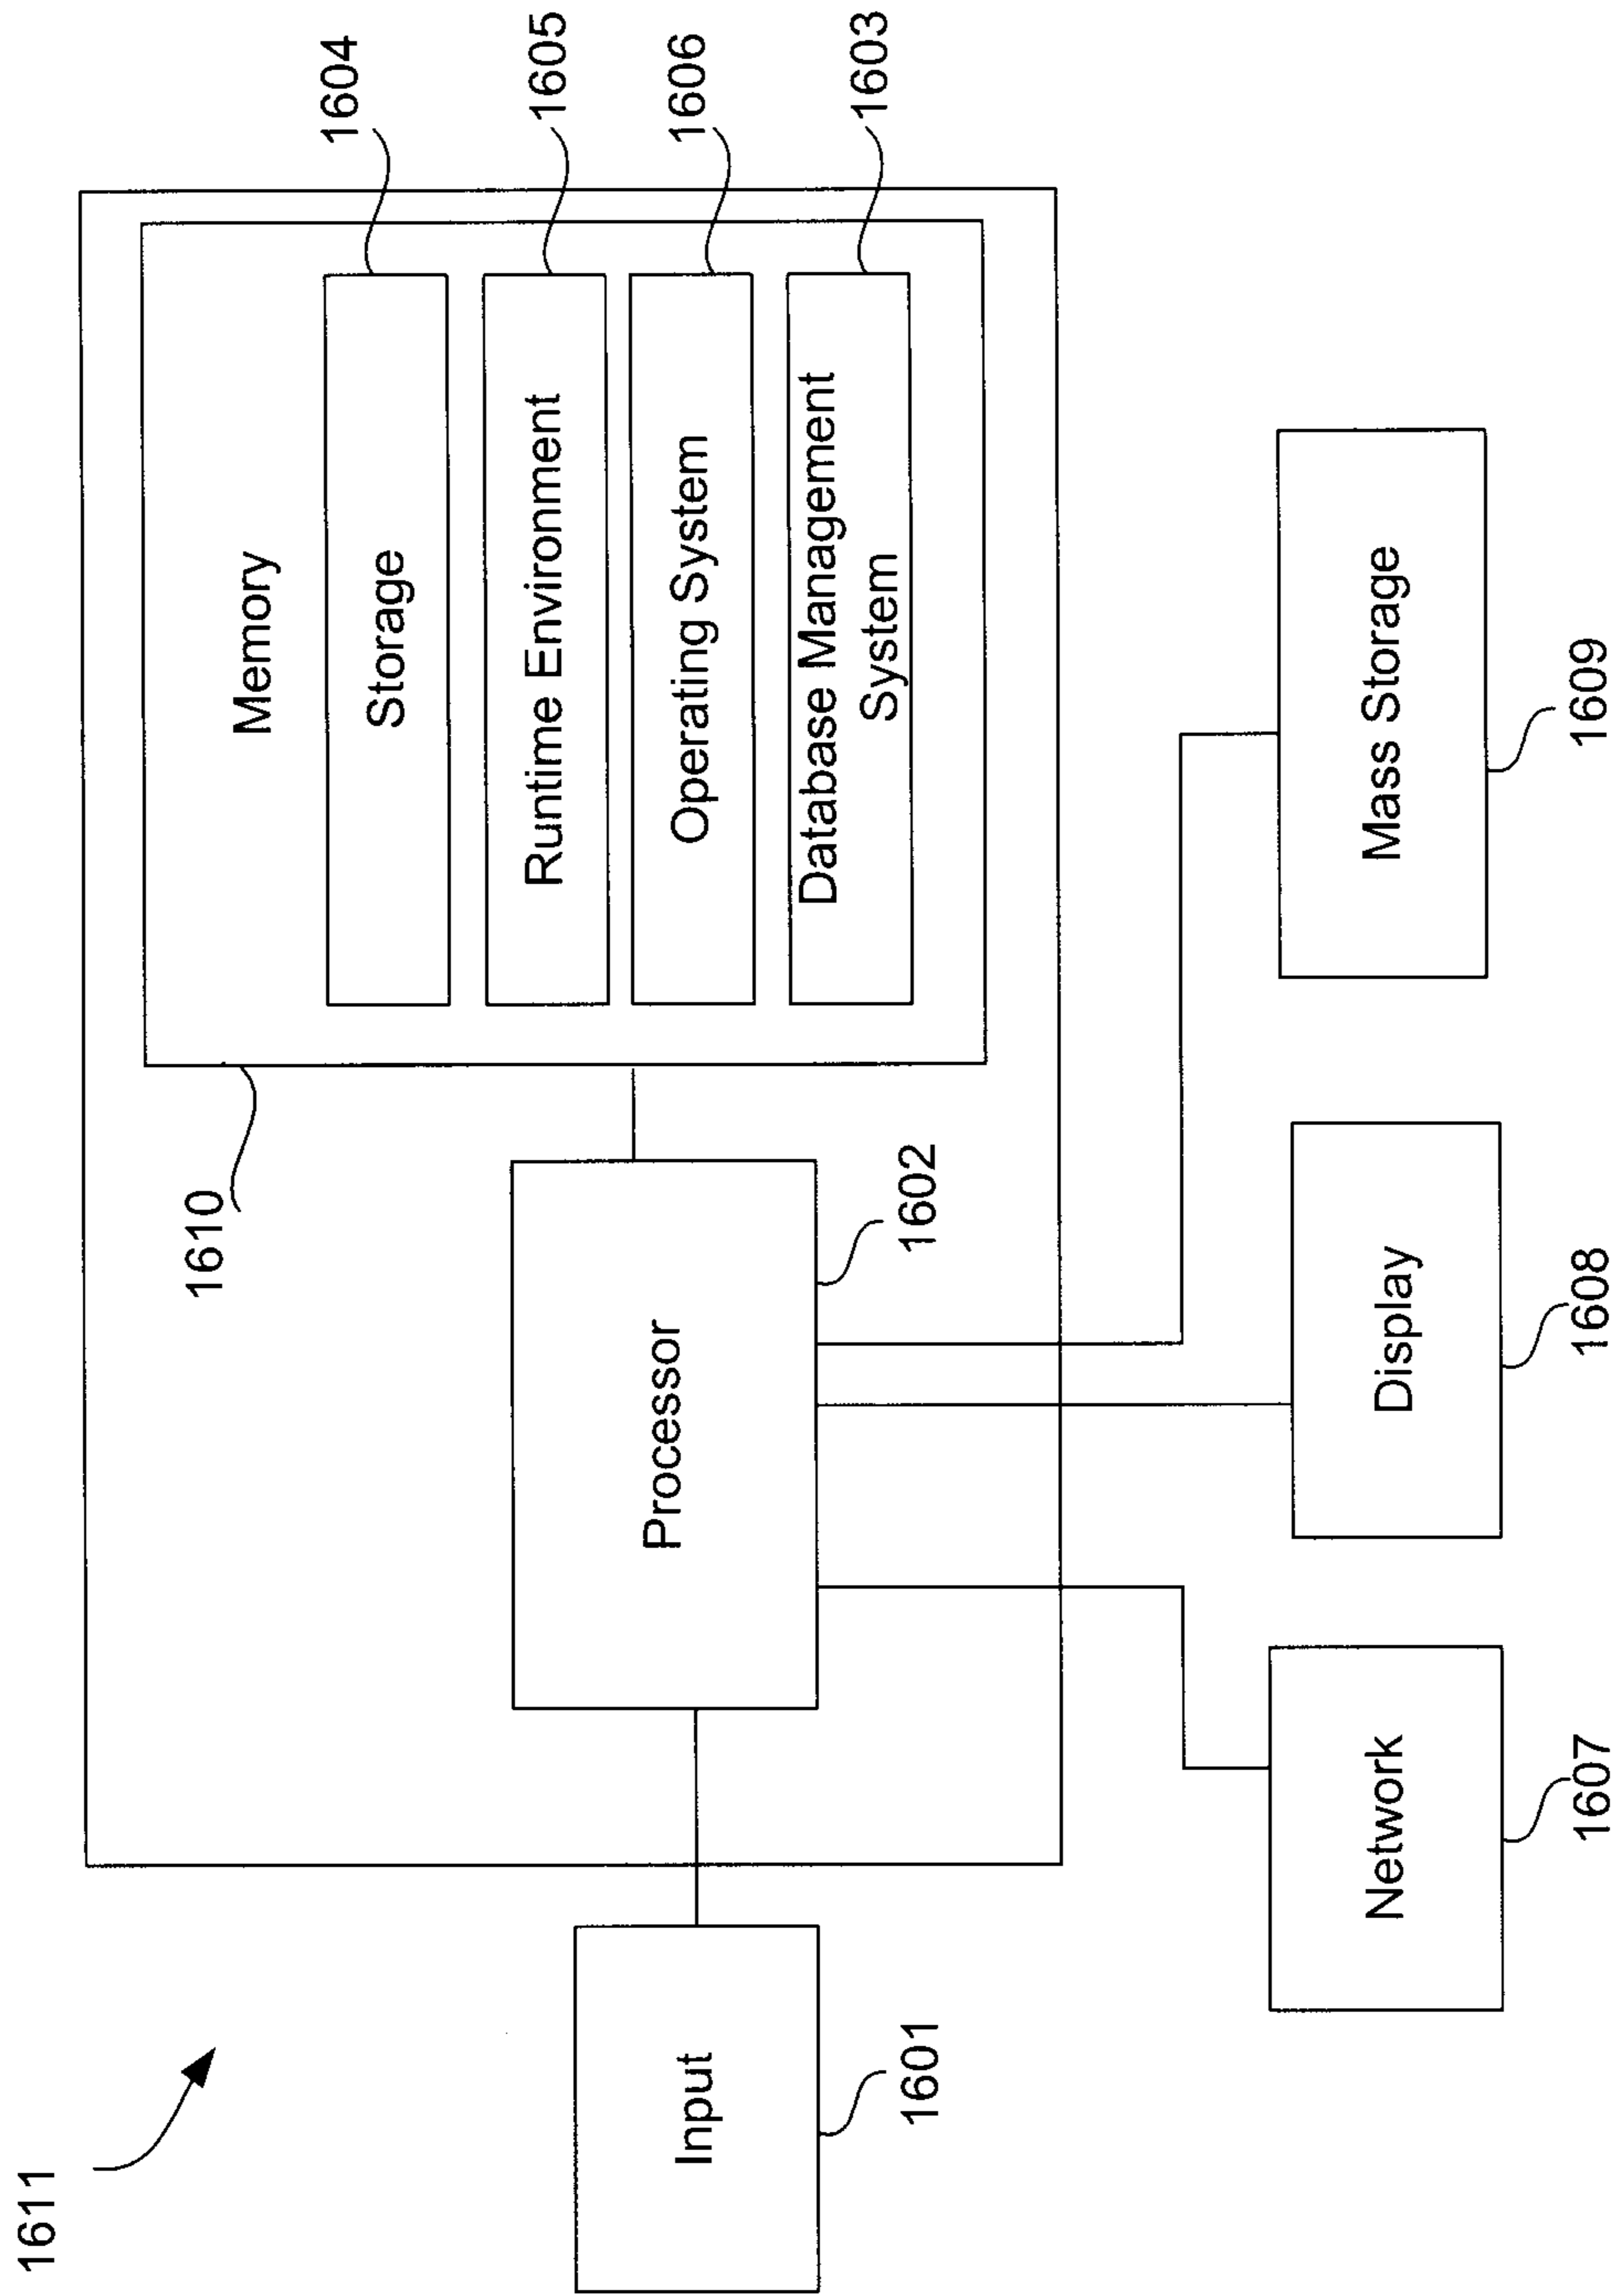 1611
1604
1605
1606
1603
1610
Memory
Storage
Runtime Environment
Operating System
Database Management
System
Processor
1602
Input
1601
Network
1607
Display
1608
Mass Storage
1609